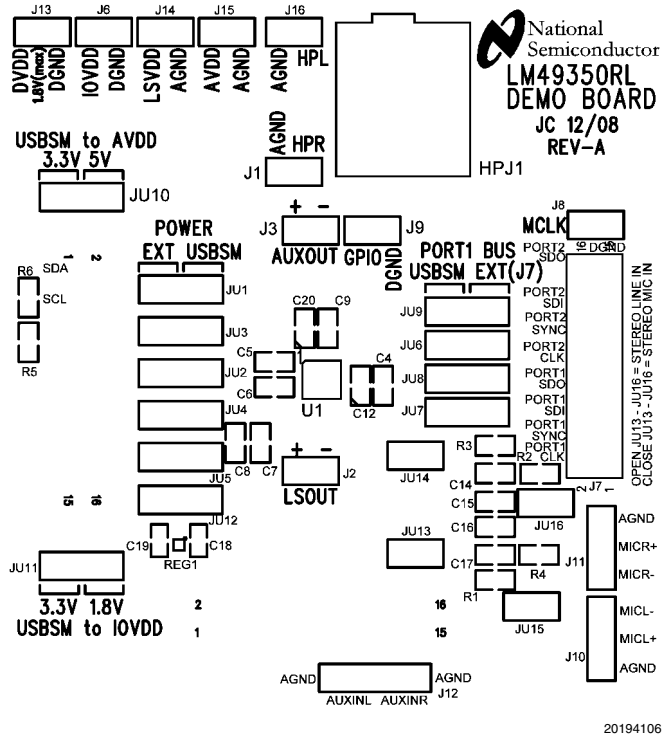 J13 J6 J14 J15 J16
DVDD
1.8V(max)
DGND
IOVDD
DGND
LSVDD
AGND
AVDD
AGND
AGND
HPL
National
Semiconductor
LM49350RL
DEMO BOARD
JC 12/08
REV-A
HPJ1
AGND
HPR
J1
USBSM to AVDD
3.3V 5V
JU10
+ -
J3
AUXOUT
GPIO
J9
DGND
J8
MCLK
16
DGND
15
POWER
EXT USBSM
PORT1 BUS
USBSM EXT(J7)
1 2
R6
SDA
SCL
R5
JU1
JU3
JU2
JU4
JU5
JU12
C20 C9
C5
C6
U1
C4
C12
C8 C7
+ -
J2
LSOUT
JU9
JU6
JU8
JU7
PORT2
SDO
PORT2
SDI
PORT2
SYNC
PORT2
CLK
PORT1
SDO
PORT1
SDI
PORT1
SYNC
PORT1
CLK
OPEN JU13 - JU16 = STEREO LINE IN
CLOSE JU13 - JU16 = STEREO MIC IN
J7
2 1
R3
R2
JU14
C14
C15
JU16
C16
JU13
C17
R4
R1
JU15
15 16
C19
REG1
C18
JU11
3.3V 1.8V
USBSM to IOVDD
2
1
16
15
J11
AGND
MICR+
MICR-
J10
MICL-
MICL+
AGND
AGND
AUXINL AUXINR
AGND
J12
20194106